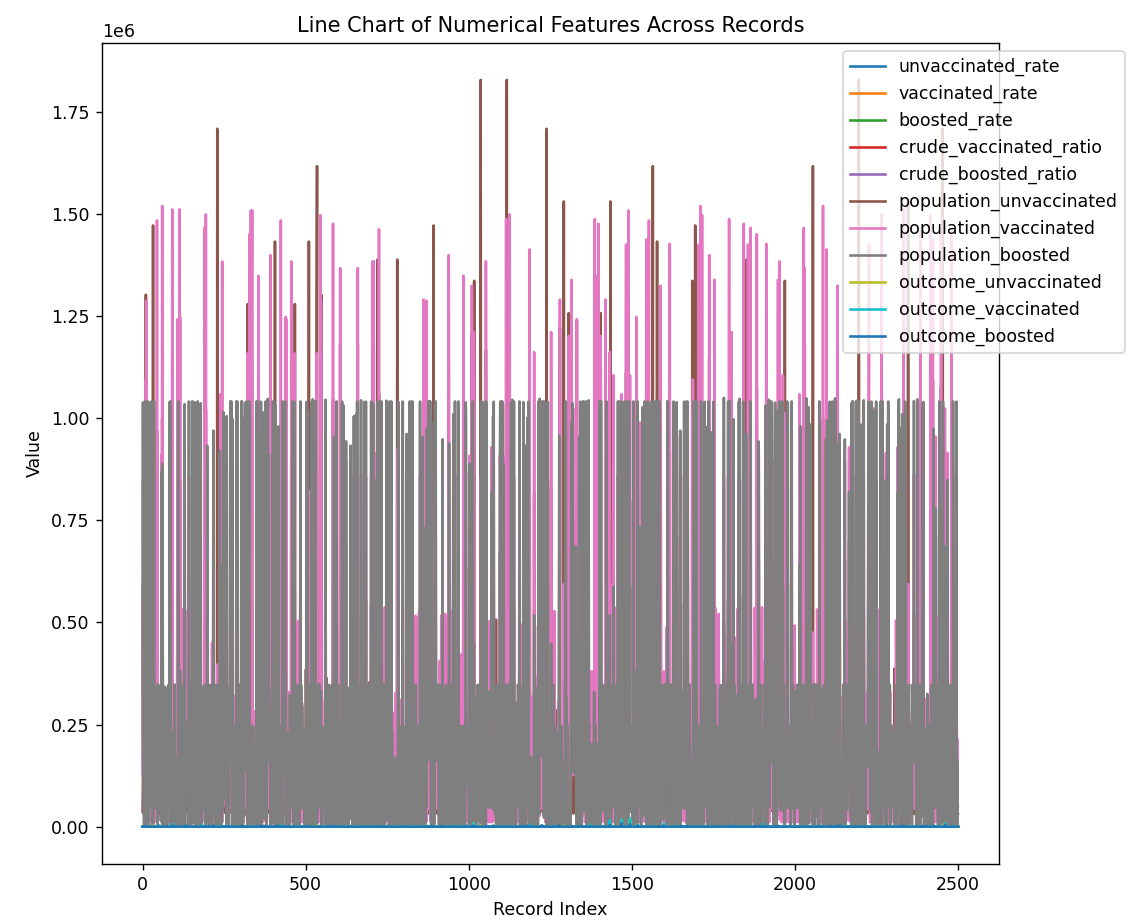 Line Chart of Numerical Features Across Records
1e6
1.75
1.50
1.25
1.00
0.75
0.50
0.25
0.00
Value
0
500
1000
1500
2000
2500
Record Index
unvaccinated_rate
vaccinated_rate
boosted_rate
crude_vaccinated_ratio
crude_boosted_ratio
population_unvaccinated
population_vaccinated
population_boosted
outcome_unvaccinated
outcome_vaccinated
outcome_boosted